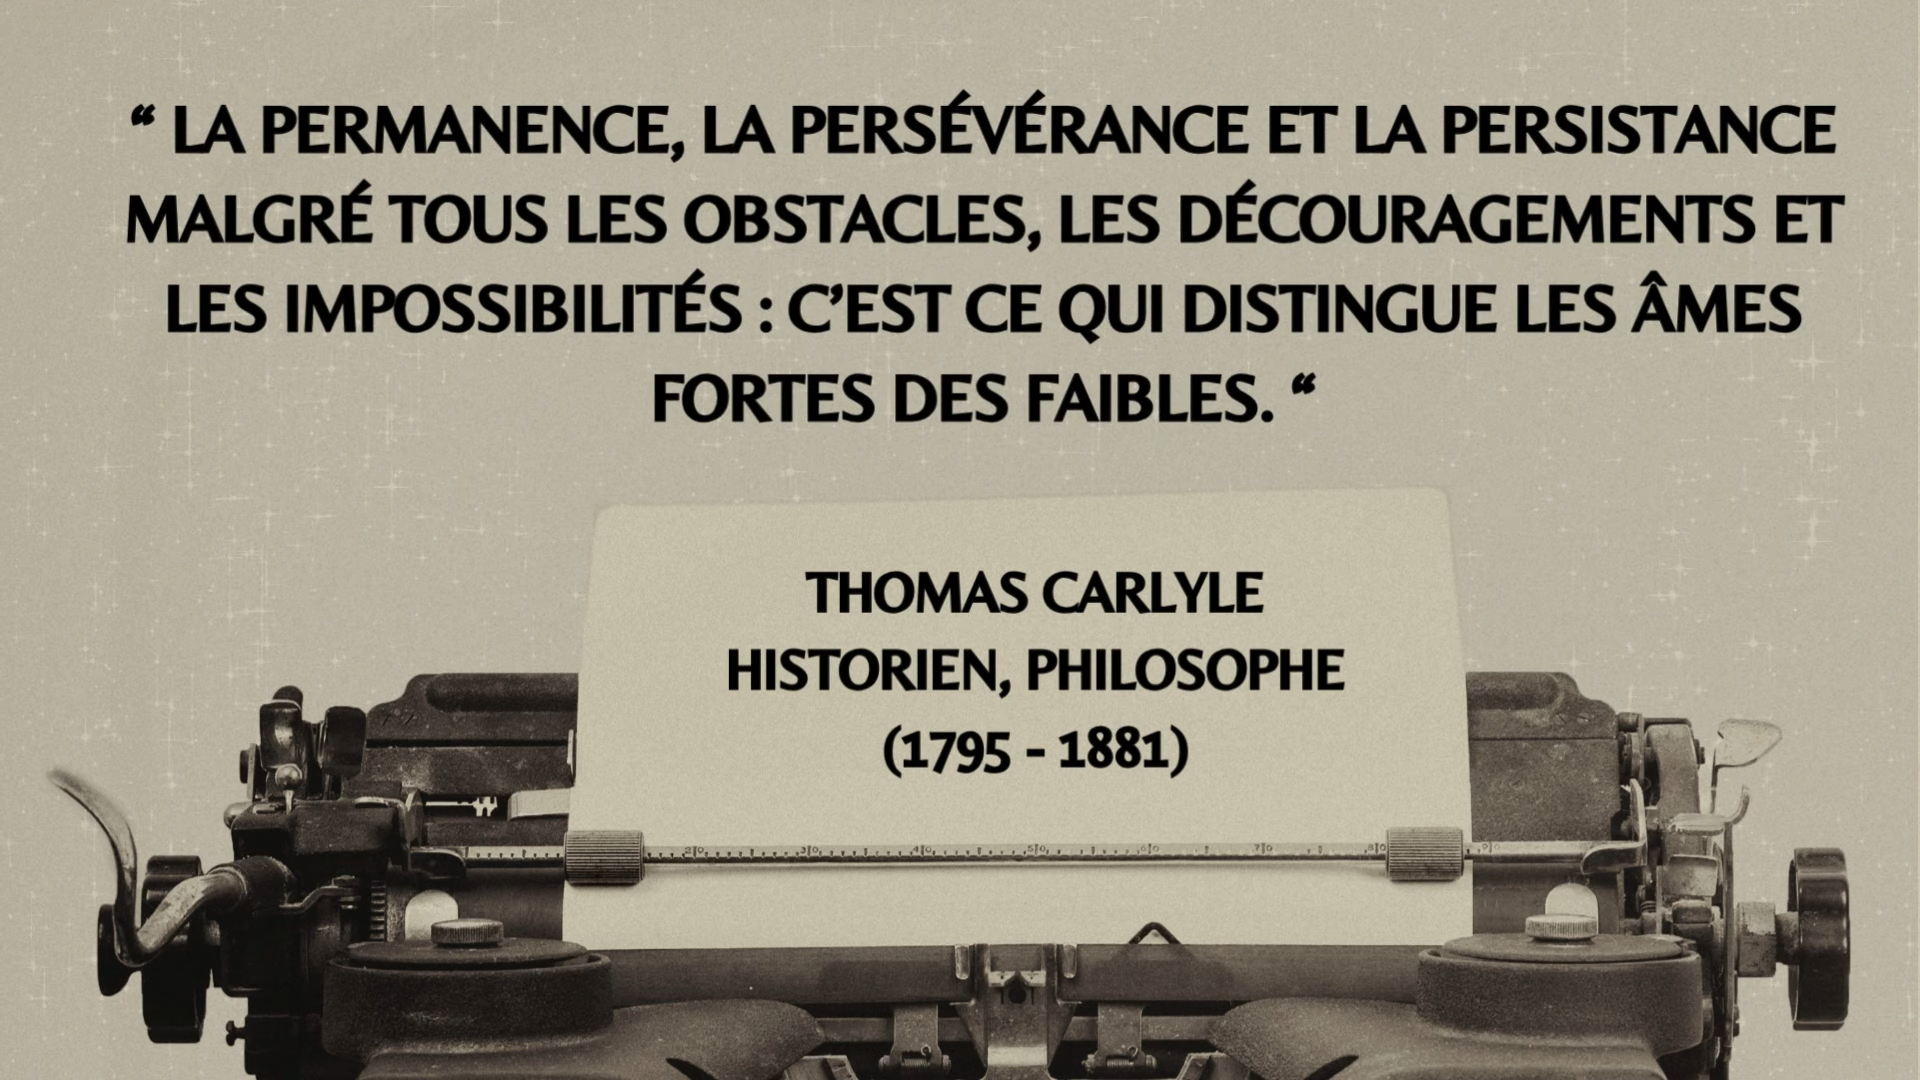 “ LA PERMANENCE, LA PERSÉVÉRANCE ET LA PERSISTANCE
MALGRÉ TOUS LES OBSTACLES, LES DÉCOURAGEMENTS ET
LES IMPOSSIBILITÉS : C’EST CE QUI DISTINGUE LES ÂMES
FORTES DES FAIBLES. “
THOMAS CARLYLE
HISTORIEN, PHILOSOPHE
(1795 - 1881)